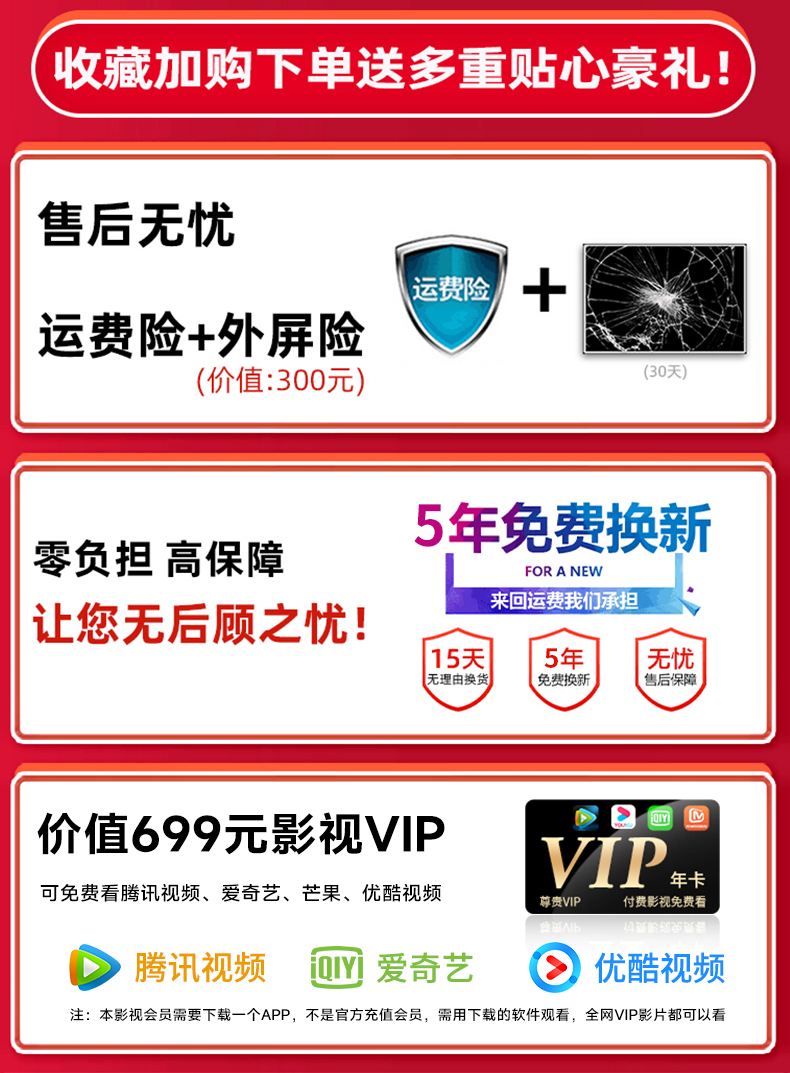 收藏加购下单送多重贴心豪礼！
售后无忧
运费险+外屏险
(价值:300元)
运费险
+
(30天)
零负担 高保障
让您无后顾之忧！
5年免费换新
FOR A NEW
来回运费我们承担
15天
无理由换货
5年
免费换新
无忧
售后保障
价值699元影视VIP
可免费看腾讯视频、爱奇艺、芒果、优酷视频
QIY
VIP年卡
尊贵VIP
付费影视免费看
腾讯视频
QIY 爱奇艺
优酷视频
注：本影视会员需要下载一个APP，不是官方充值会员，需用下载的软件观看，全网VIP影片都可以看